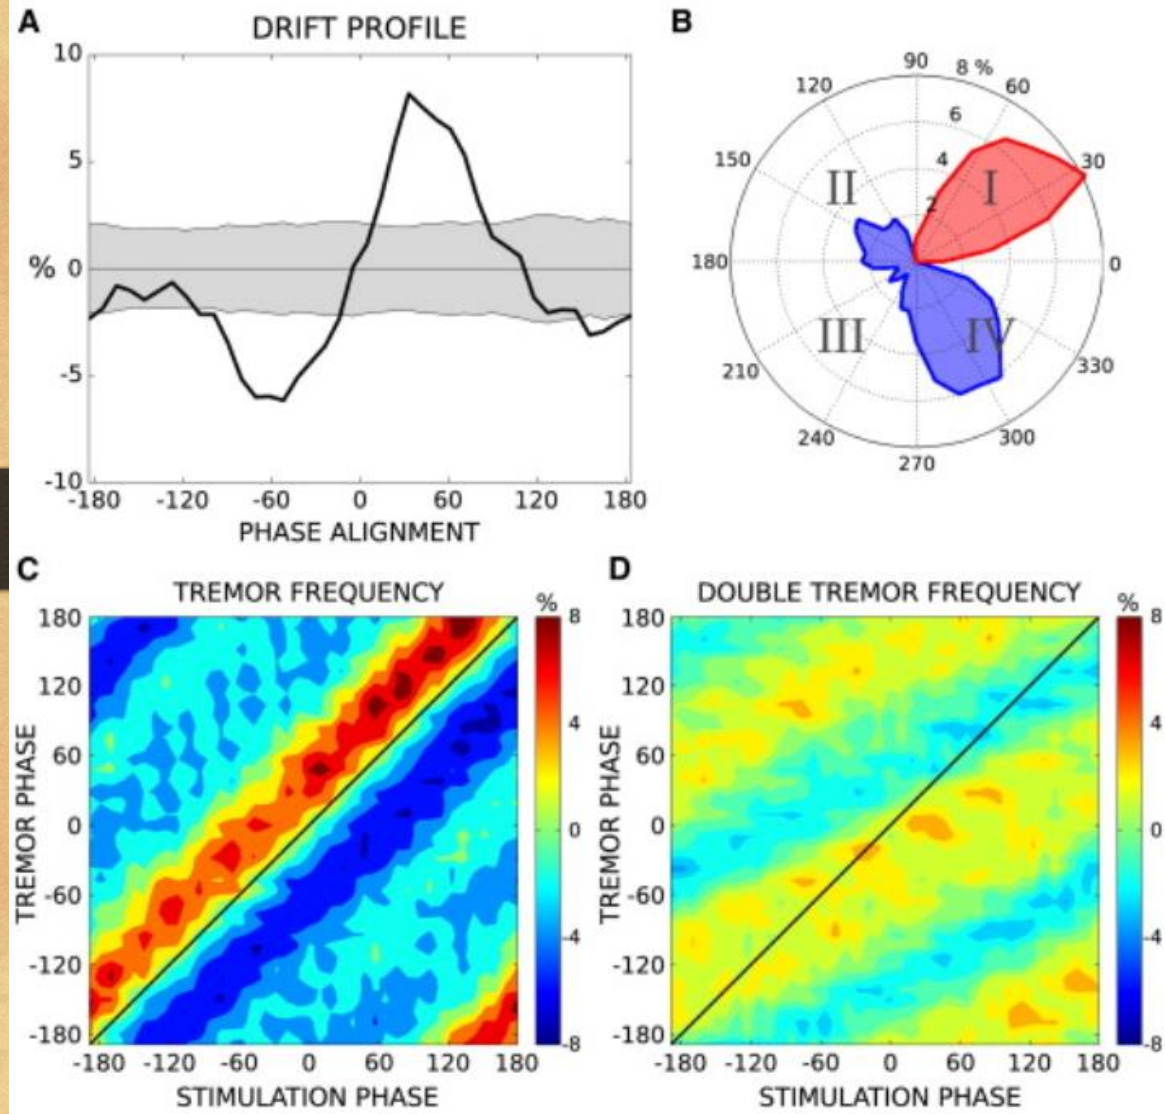 A
DRIFT PROFILE
10
5
% 0
-5
-10
-180 -120 -60 0 60 120 180
PHASE ALIGNMENT
B
90 8 %
120 60
6
150 4 30
II I
2
180 0
III IV
210 330
240 300
270
C
TREMOR FREQUENCY
%
180 8
120
4
60
TREMOR PHASE
0 0
-60
-4
-120
-180 -8
-180 -120 -60 0 60 120 180
STIMULATION PHASE
D
DOUBLE TREMOR FREQUENCY
%
180 8
120
4
60
TREMOR PHASE
0 0
-60
-4
-120
-180 -8
-180 -120 -60 0 60 120 180
STIMULATION PHASE